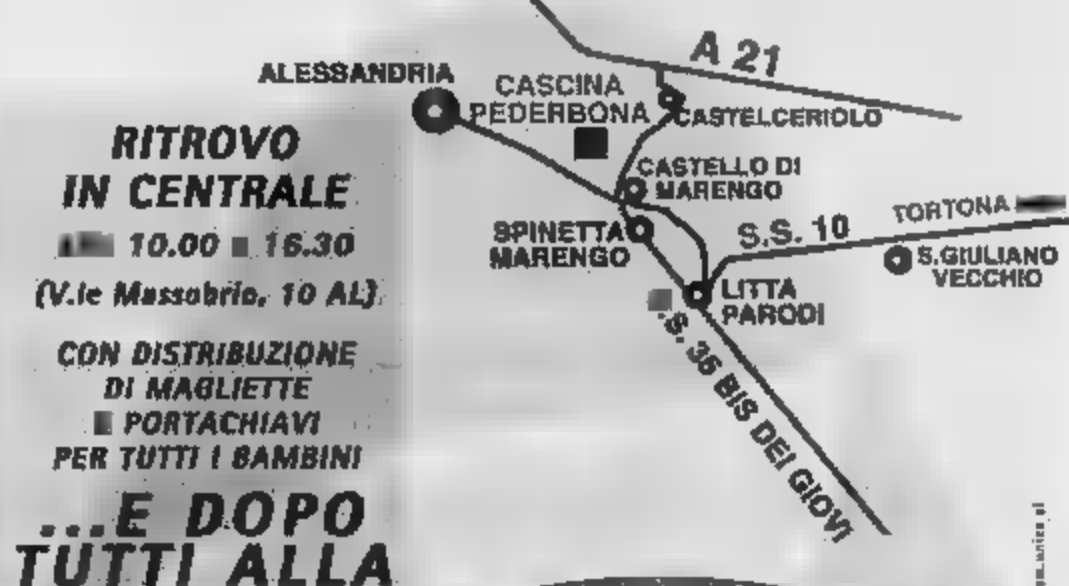 RITROVO
IN CENTRALE
10.00 16.30
(V.le Massobrio, 10 AL)
CON DISTRIBUZIONE
DI MAGLIETTE
PORTACHIAVI
PER TUTTI I BAMBINI
...E DOPO
TUTTI ALLA
ALESSANDRIA
CASCINA
PEDERBONA
A 21
CASTELCERIOLO
CASTELLO DI
MARENGO
SPINETTA
MARENGO
S.S. 10
TORTONA
S.GIULIANO
VECCHIO
LITTA
PARODI
.S. 35 BIS DEI GIOVI